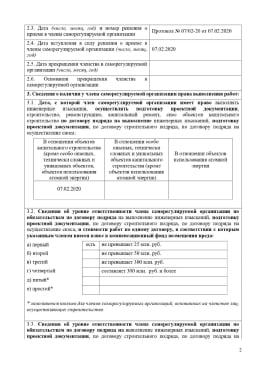 2.3. Дата (число, месяц, год) и номер решения о
приеме в члены саморегулируемой организации
Протокол № 07/02-20 от 07.02.2020
2.4. Дата вступления в силу решения о приеме в
члены саморегулируемой организации (число, месяц,
год)
07.02.2020
2.5. Дата прекращения членства в саморегулируемой
организации (число, месяц, год)
2.6. Основания прекращения членства в
саморегулируемой организации
3. Сведения о наличии у члена саморегулируемой организации права выполнения работ:
3.1. Дата, с которой член саморегулируемой организации имеет право выполнять
инженерные изыскания, осуществлять подготовку проектной документации,
строительство, реконструкцию, капитальный ремонт, снос объектов капитального
строительства по договору подряда на выполнение инженерных изысканий, подготовку
проектной документации, по договору строительного подряда, по договору подряда на
осуществление сноса:
В отношении объектов
капитального строительства
(кроме особо опасных,
технически сложных и
уникальных объектов,
объектов использования
атомной энергии)
В отношении особо
опасных, технически
сложных и уникальных
объектов капитального
строительства (кроме
объектов использования
атомной энергии)
В отношении объектов
использования атомной
энергии
07.02.2020
3.2. Сведения об уровне ответственности члена саморегулируемой организации по
обязательствам по договору подряда на выполнение инженерных изысканий, подготовку
проектной документации, по договору строительного подряда, по договору подряда на
осуществление сноса, и стоимости работ по одному договору, в соответствии с которым
указанным членом внесен взнос в компенсационный фонд возмещения вреда:
а) первый
есть
не превышает 25 млн. руб.
б) второй
не превышает 50 млн. руб.
в) третий
не превышает 300 млн. руб.
г) четвертый
составляет 300 млн. руб. и более
д) пятый*
е) простой*
* заполняется только для членов саморегулируемых организаций, основанных на членстве лиц,
осуществляющих строительство
3.3. Сведения об уровне ответственности члена саморегулируемой организации по
обязательствам по договору подряда на выполнение инженерных изысканий, подготовку
проектной документации, по договору строительного подряда, по договору подряда на
2